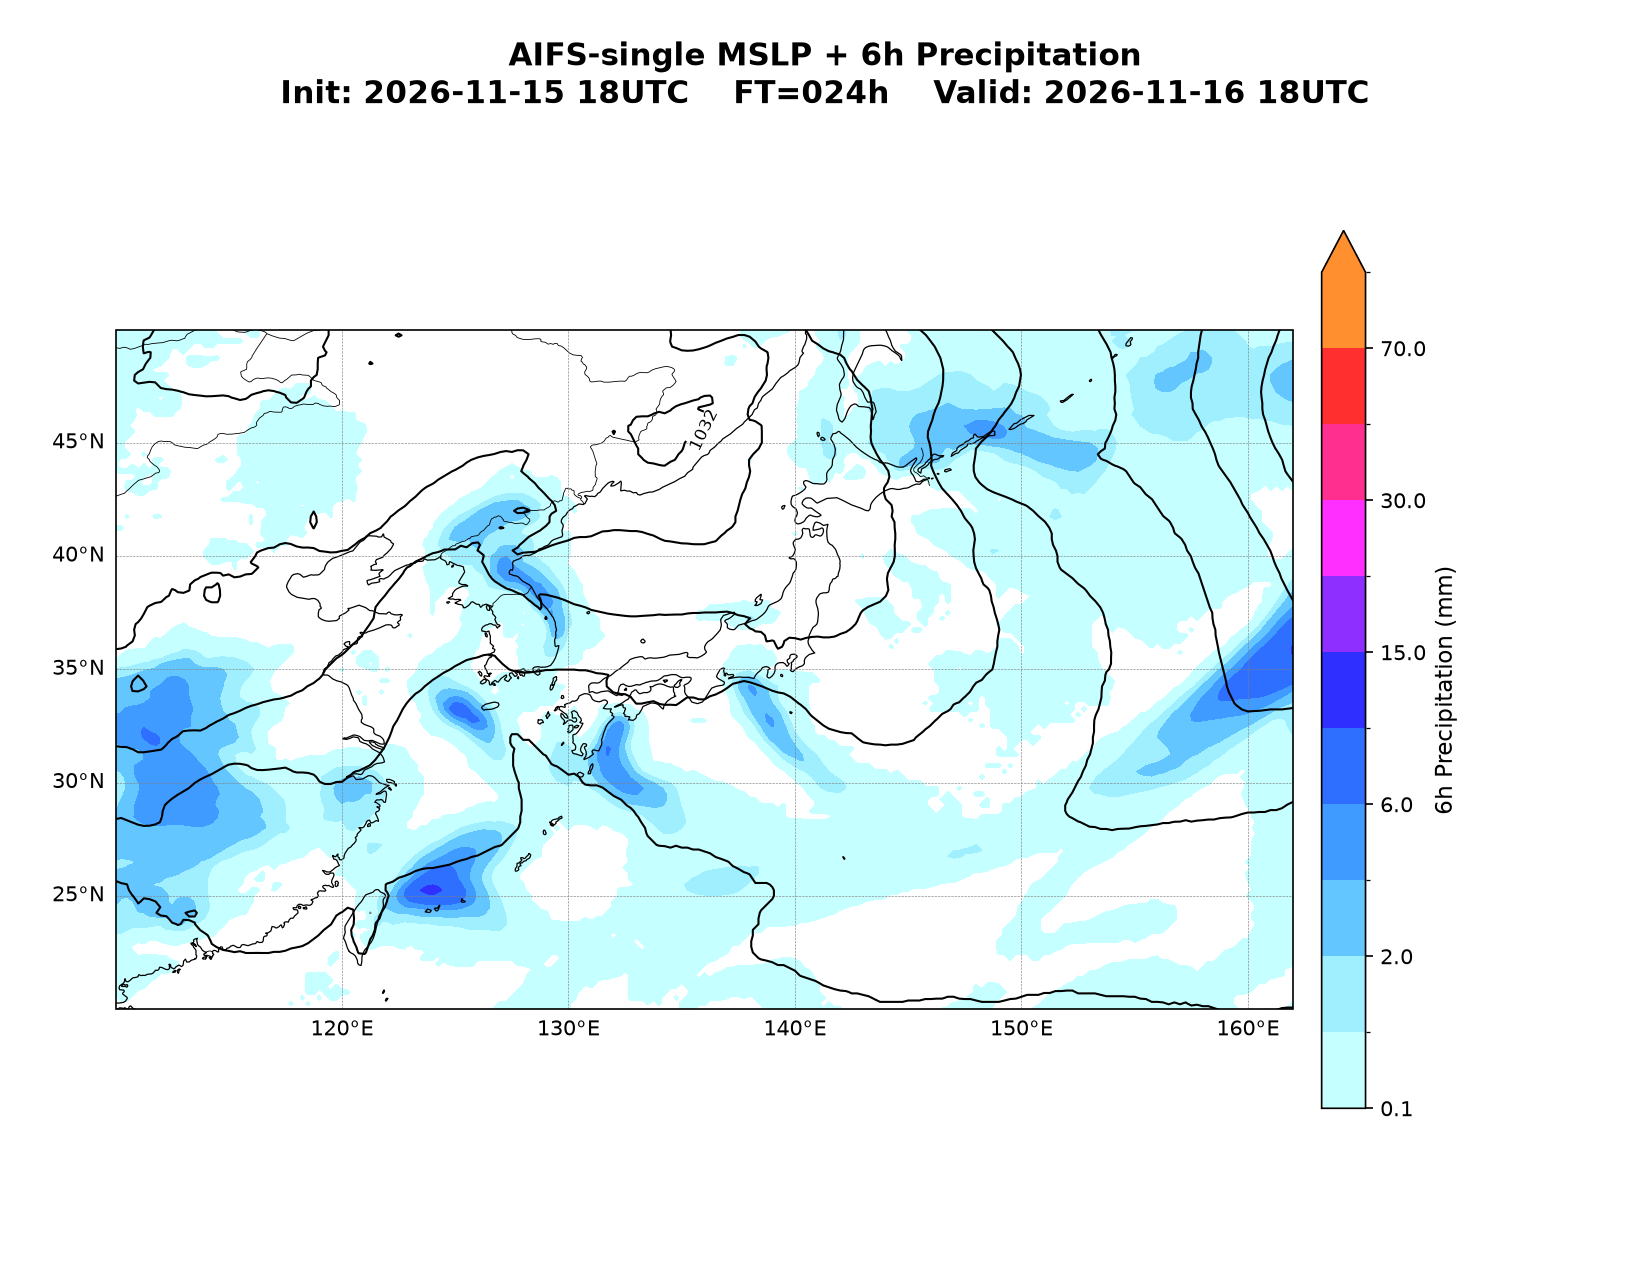 AIFS-single MSLP + 6h Precipitation
Init: 2026-11-15 18UTC    FT=024h    Valid: 2026-11-16 18UTC
1032
45°N
40°N
35°N
30°N
25°N
120°E
130°E
140°E
150°E
160°E
70.0
30.0
15.0
6.0
2.0
0.1
6h Precipitation (mm)